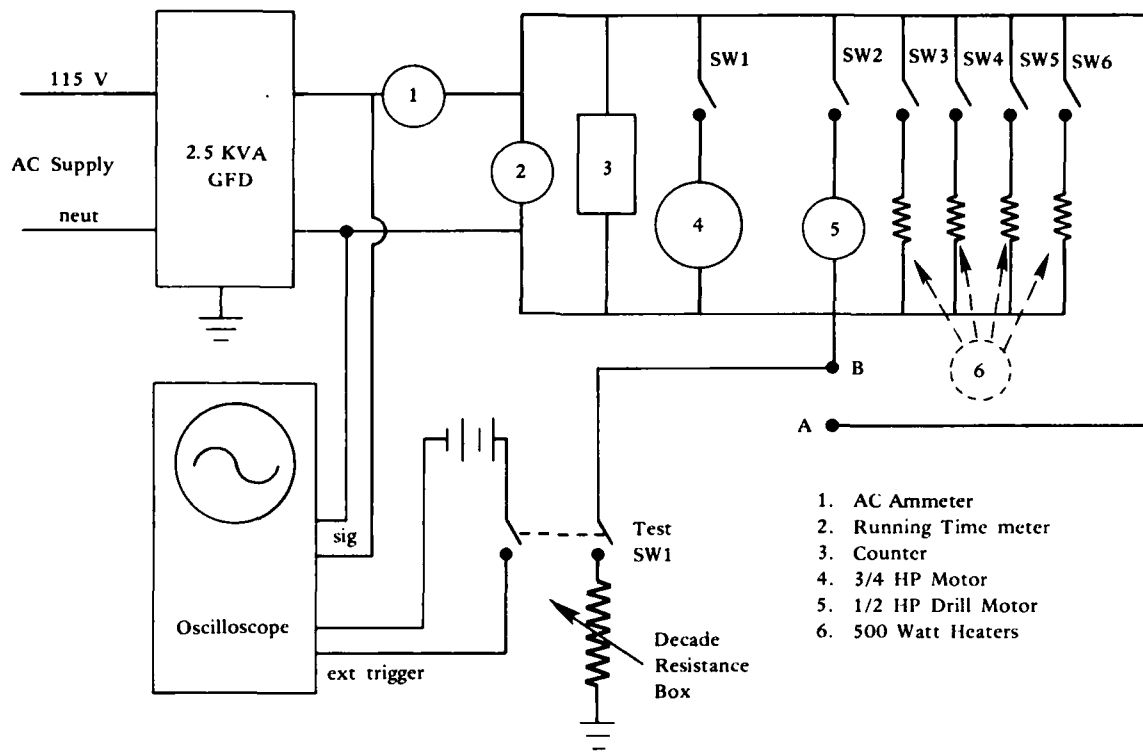 115 V
AC Supply
neut
2.5 KVA
GFD
1
2
3
SW1
4
SW2
5
SW3
SW4
SW5
SW6
6
B
A
sig
Oscilloscope
ext trigger
Test
SW1
Decade
Resistance
Box
1. AC Ammeter
2. Running Time meter
3. Counter
4. 3/4 HP Motor
5. 1/2 HP Drill Motor
6. 500 Watt Heaters